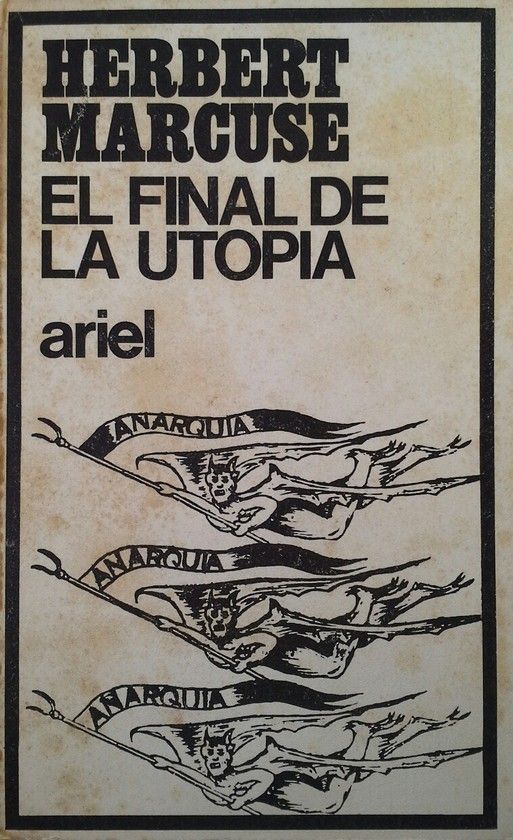 HERBERT
MARCUSE
EL FINAL DE
LA UTOPIA
ariel
ANARQUIA
ANARQUIA
ANARQUIA